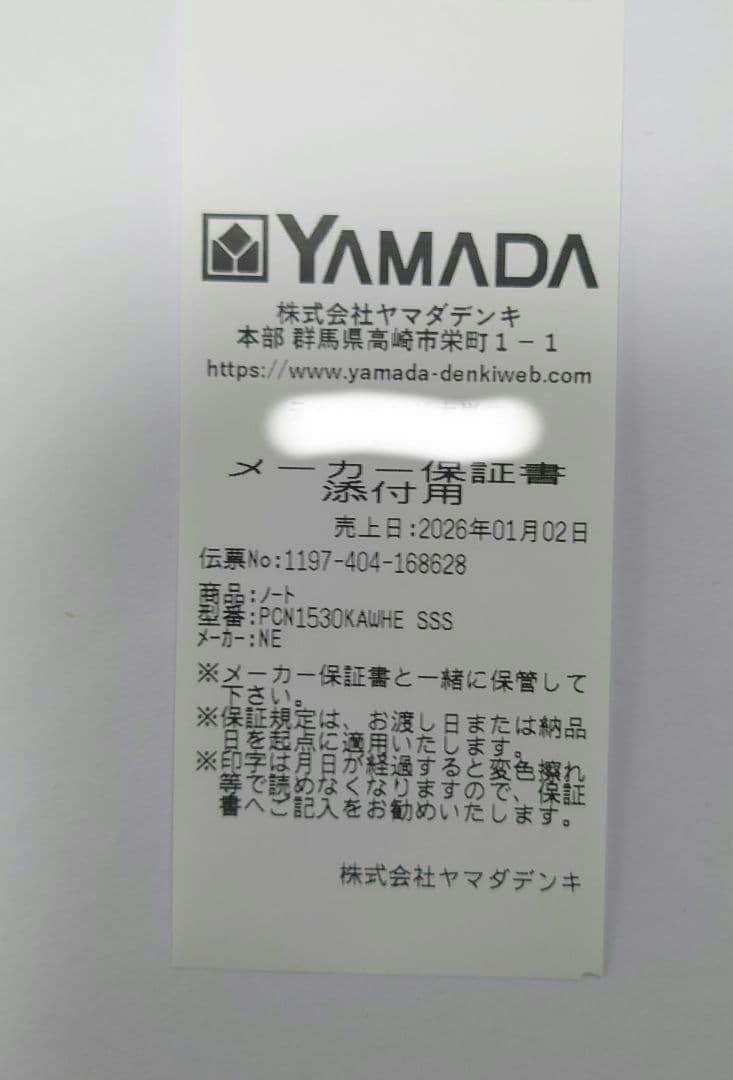 YAMADA
株式会社ヤマダデンキ
本部 群馬県高崎市栄町1-1
https://www.yamada-denkiweb.com
メーカー保証書
添付用
売上日:2026年01月02日
伝票No:1197-404-168628
商品:ノート
型番:PCN1530KAWHE SSS
メーカー:NE
※メーカー保証書と一緒に保管して
下さい。
※保証規定は、お渡し日または納品
日を起点に適用いたします。
※印字は月日が経過すると変色擦れ
等で読めなくなりますので、保証
書へご記入をお勧めいたします。
株式会社ヤマダデンキ